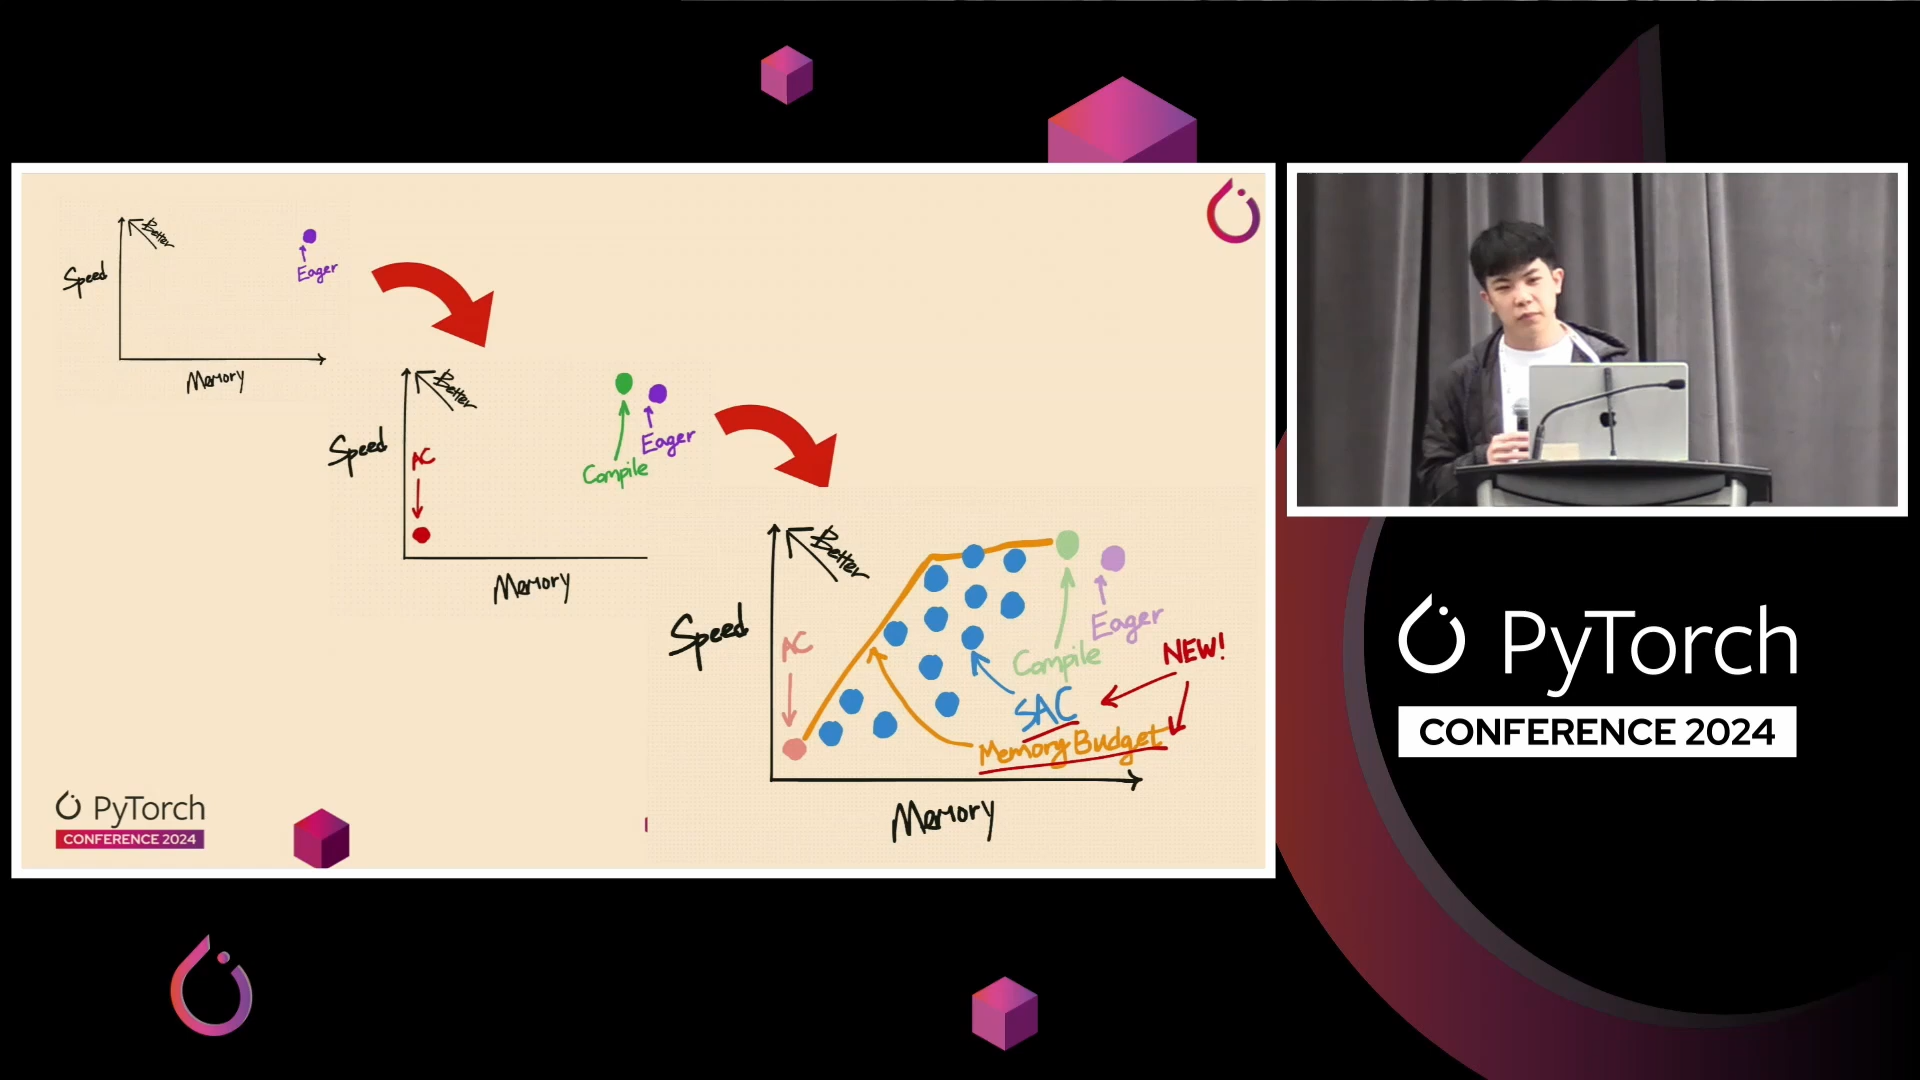 Better
Speed
Eager
Memory
Better
Speed
AC
Eager
Compile
Memory
Better
Speed
AC
Eager
Compile
NEW!
SAC
Memory Budget
Memory
PyTorch
CONFERENCE 2024
PyTorch
CONFERENCE 2024